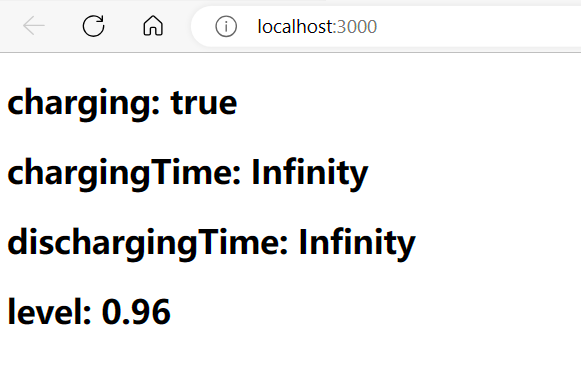 localhost:3000
charging: true
chargingTime: Infinity
dischargingTime: Infinity
level: 0.96